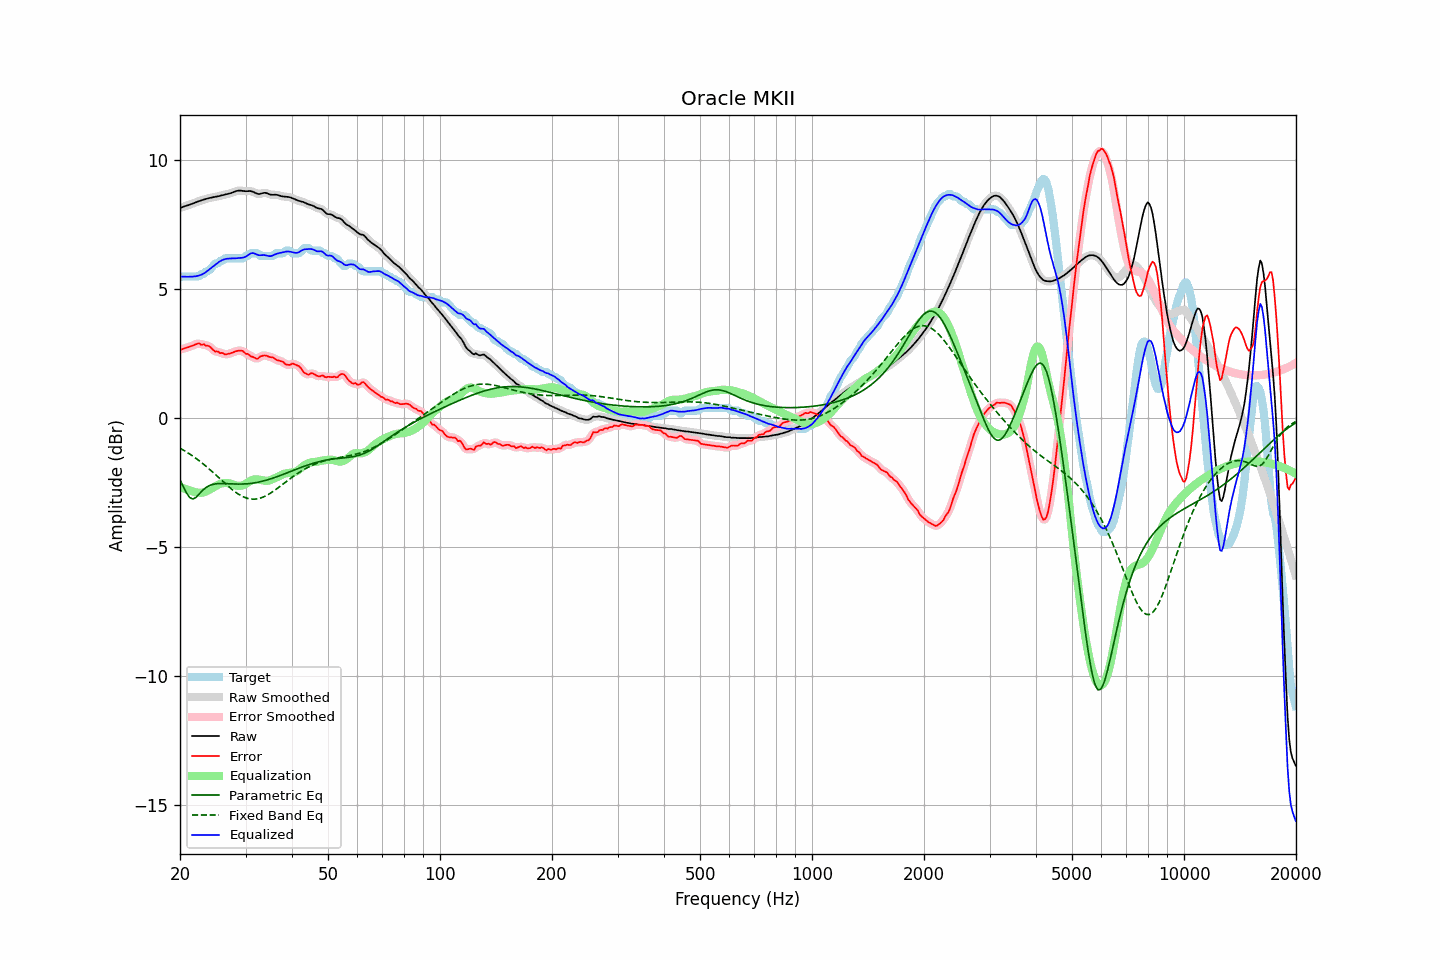 Oracle MKII
Amplitude (dBr)
10
5
0
−5
−10
−15
Target
Raw Smoothed
Error Smoothed
Raw
Error
Equalization
Parametric Eq
Fixed Band Eq
Equalized
20 50 100 200 500 1000 2000 5000 10000 20000
Frequency (Hz)